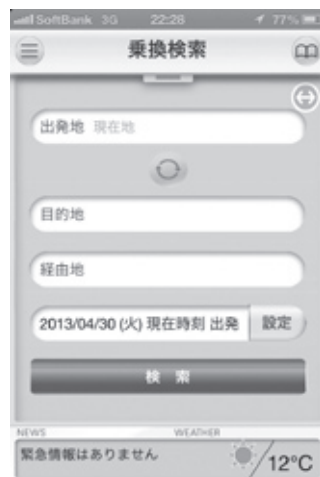 SoftBank 3G 22:28 77%
乗換検索
出発地 現在地
目的地
経由地
2013/04/30 (火) 現在時刻 出発 設定
検 索
NEWS WEATHER
緊急情報はありません
12°C